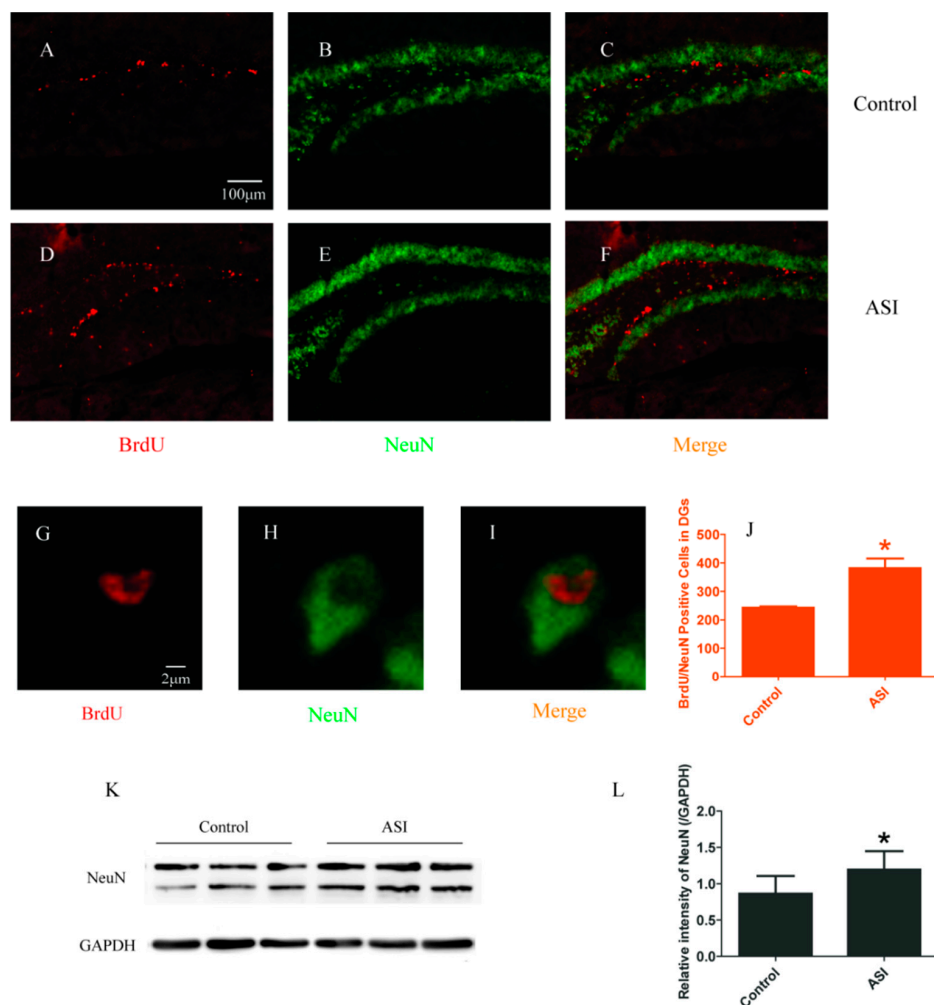 A
B
C
Control
100μm
D
E
F
ASI
BrdU
NeuN
Merge
G
H
I
2μm
BrdU
NeuN
Merge
J
BrdU/NeuN Positive Cells in DGs
500
400
300
200
100
0
*
Control
ASI
K
Control
ASI
NeuN
GAPDH
L
Relative intensity of NeuN (/GAPDH)
2.0
1.5
1.0
0.5
0.0
*
Control
ASI